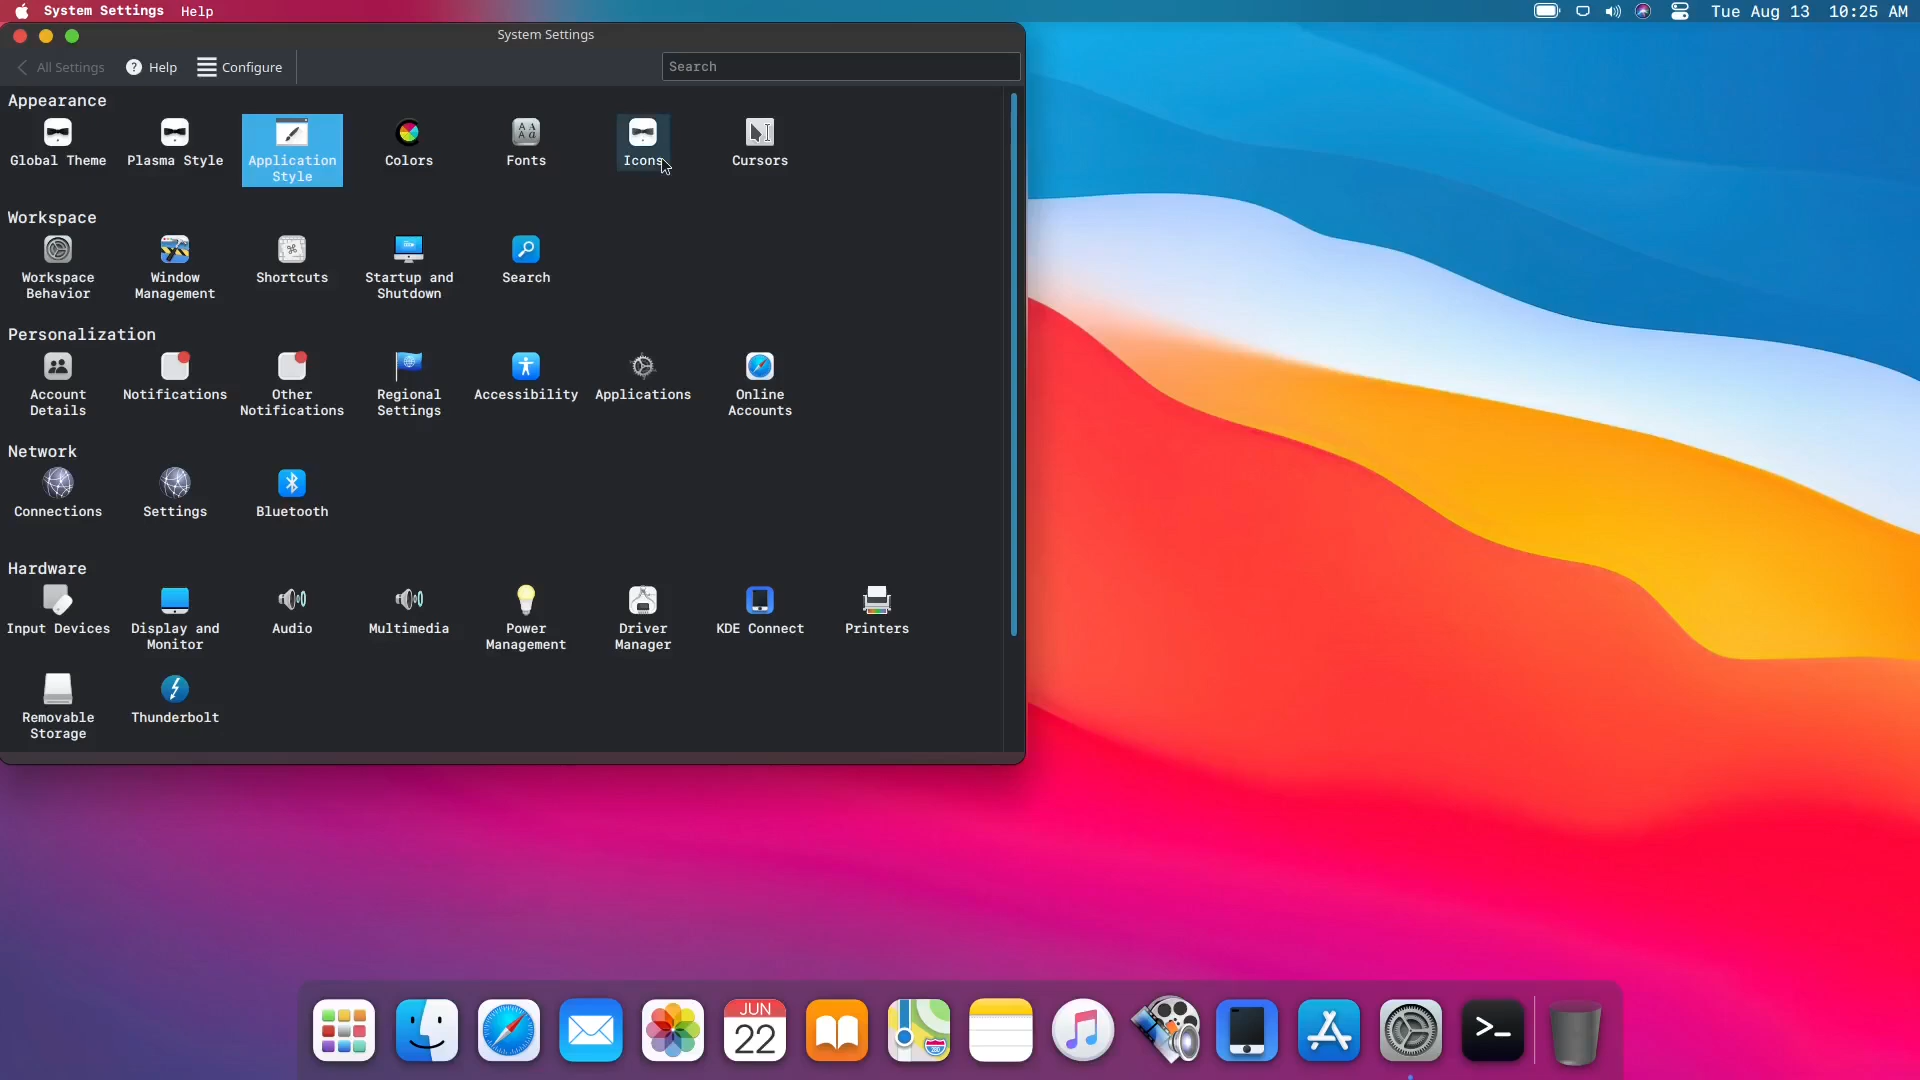 System Settings Help
Tue Aug 13 10:25 AM
System Settings
All Settings ? Help Configure
Search
Appearance
Global Theme Plasma Style Application Colors Fonts Icons Cursors
Style
Workspace
Workspace Window Shortcuts Startup and Search
Behavior Management Shutdown
Personalization
Account Notifications Other Regional Accessibility Applications Online
Details Notifications Settings Accounts
Network
Connections Settings Bluetooth
Hardware
Input Devices Display and Audio Multimedia Power Driver KDE Connect Printers
Monitor Management Manager
Removable Thunderbolt
Storage
JUN
22
280
>_